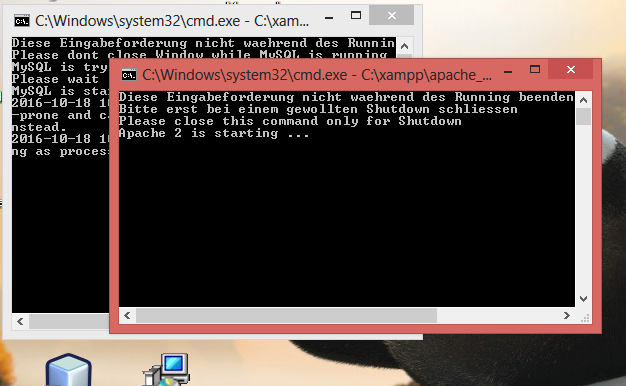 C:\Windows\system32\cmd.exe - C:\xam...
Diese Eingabeforderung nicht waehrend des Runnin
Please dont close Window while MySQL is running
MySQL is try
Please wait
MySQL is sta
2016-10-18 1
-prone and ca
nstead.
2016-10-18 1
ng as proces
C:\Windows\system32\cmd.exe - C:\xampp\apache_...
Diese Eingabeforderung nicht waehrend des Running beenden
Bitte erst bei einem gewollten Shutdown schliessen
Please close this command only for Shutdown
Apache 2 is starting ...